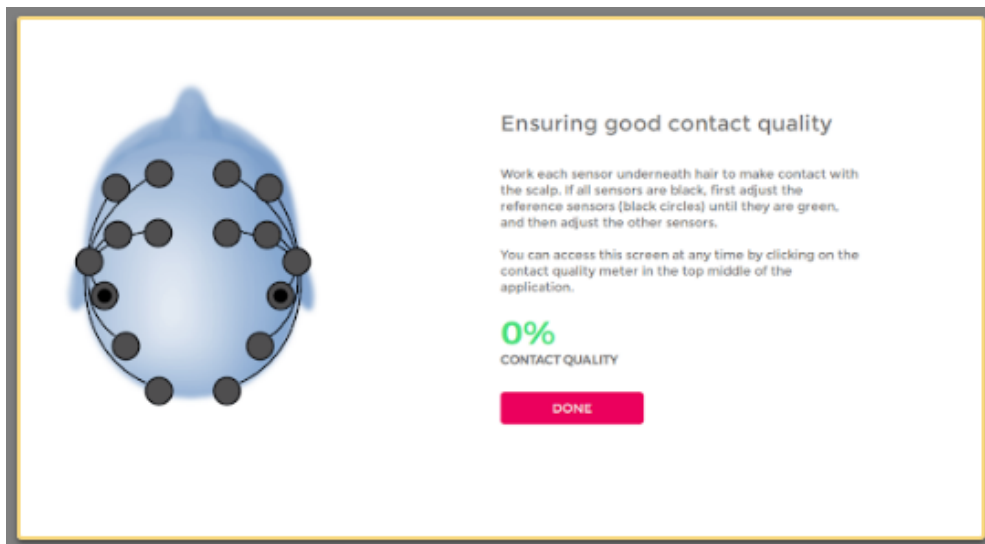 Ensuring good contact quality
Work each sensor underneath hair to make contact with
the scalp. If all sensors are black, first adjust the
reference sensors (black circles) until they are green,
and then adjust the other sensors.
You can access this screen at any time by clicking on the
contact quality meter in the top middle of the
application.
0%
CONTACT QUALITY
DONE